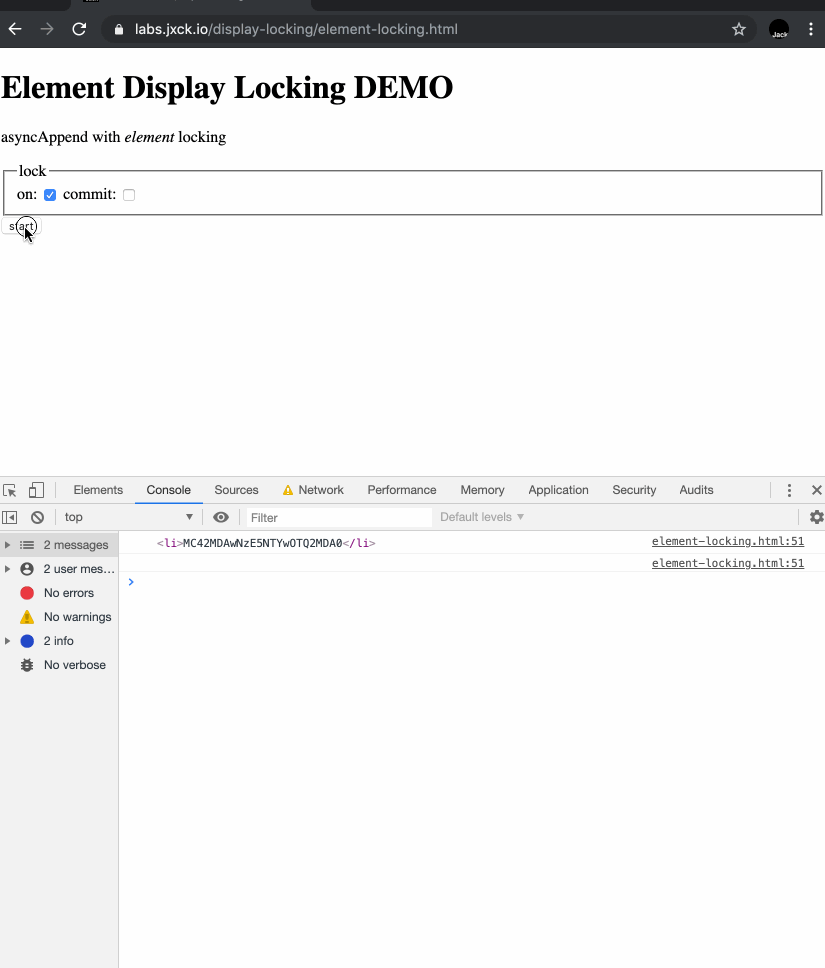 labs.jxck.io/display-locking/element-locking.html
Jack
Element Display Locking DEMO
asyncAppend with element locking
lock
on: commit:
start
Elements Console Sources Network Performance Memory Application Security Audits
top Filter Default levels
2 messages
<li>MC42MDAwNzE5NTYwOTQ2MDA0</li> element-locking.html:51
2 user mes… element-locking.html:51
No errors
No warnings
2 info
No verbose